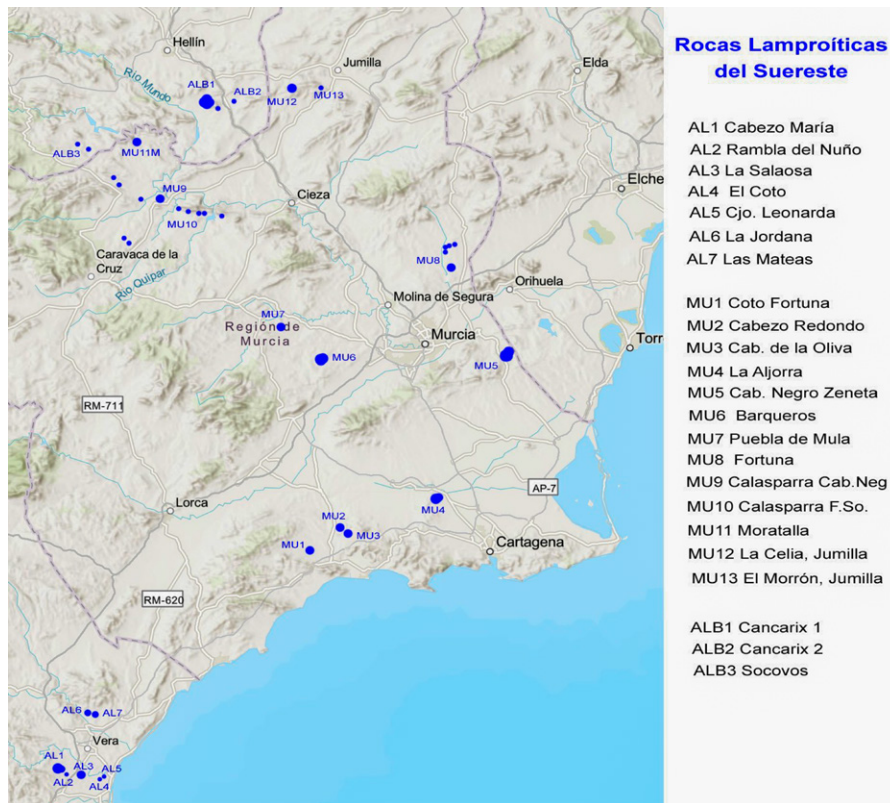 Hellín
Jumilla
Elda
Río Mundo
ALB1
ALB2
MU12
MU13
ALB3
MU11M
MU9
MU10
Cieza
Elche
Caravaca de la
Cruz
Río Quípar
MU8
Orihuela
Molina de Segura
MU7
Región de
Murcia
Murcia
MU6
MU5
Torr
RM-711
Lorca
AP-7
MU4
MU2
MU3
MU1
Cartagena
RM-620
AL6
AL7
Vera
AL1
AL3
AL5
AL2
AL4
Rocas Lamproíticas
del Suereste
AL1 Cabezo María
AL2 Rambla del Nuño
AL3 La Salaosa
AL4 El Coto
AL5 Cjo. Leonarda
AL6 La Jordana
AL7 Las Mateas
MU1 Coto Fortuna
MU2 Cabezo Redondo
MU3 Cab. de la Oliva
MU4 La Aljorra
MU5 Cab. Negro Zeneta
MU6 Barqueros
MU7 Puebla de Mula
MU8 Fortuna
MU9 Calasparra Cab.Neg
MU10 Calasparra F.So.
MU11 Moratalla
MU12 La Celia, Jumilla
MU13 El Morrón, Jumilla
ALB1 Cancarix 1
ALB2 Cancarix 2
ALB3 Socovos